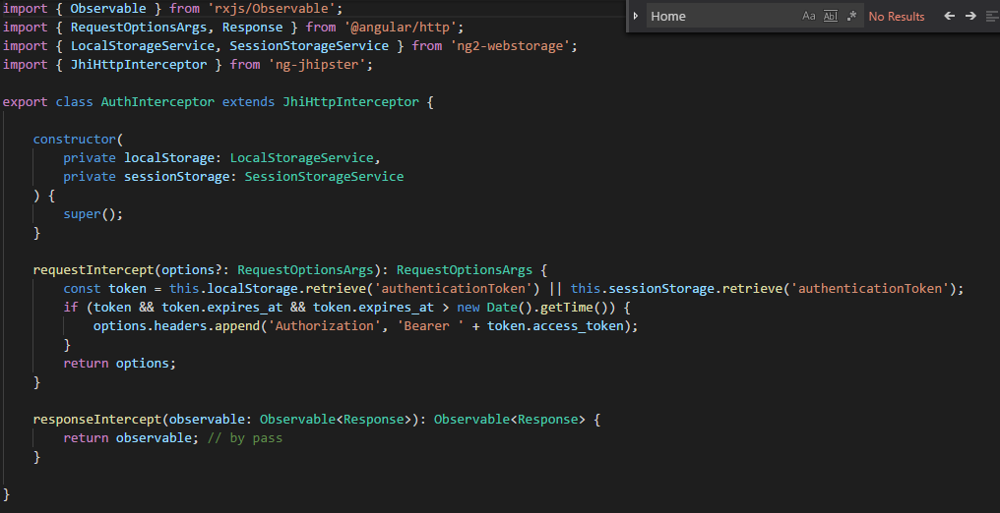 import { Observable } from 'rxjs/Observable';
Home Aa Abl .* No Results
import { RequestOptionsArgs, Response } from '@angular/http';
import { LocalStorageService, SessionStorageService } from 'ng2-webstorage';
import { JhiHttpInterceptor } from 'ng-jhipster';
export class AuthInterceptor extends JhiHttpInterceptor {
constructor(
private localStorage: LocalStorageService,
private sessionStorage: SessionStorageService
) {
super();
}
requestIntercept(options?: RequestOptionsArgs): RequestOptionsArgs {
const token = this.localStorage.retrieve('authenticationToken') || this.sessionStorage.retrieve('authenticationToken');
if (token && token.expires_at && token.expires_at > new Date().getTime()) {
options.headers.append('Authorization', 'Bearer ' + token.access_token);
}
return options;
}
responseIntercept(observable: Observable<Response>): Observable<Response> {
return observable; // by pass
}
}